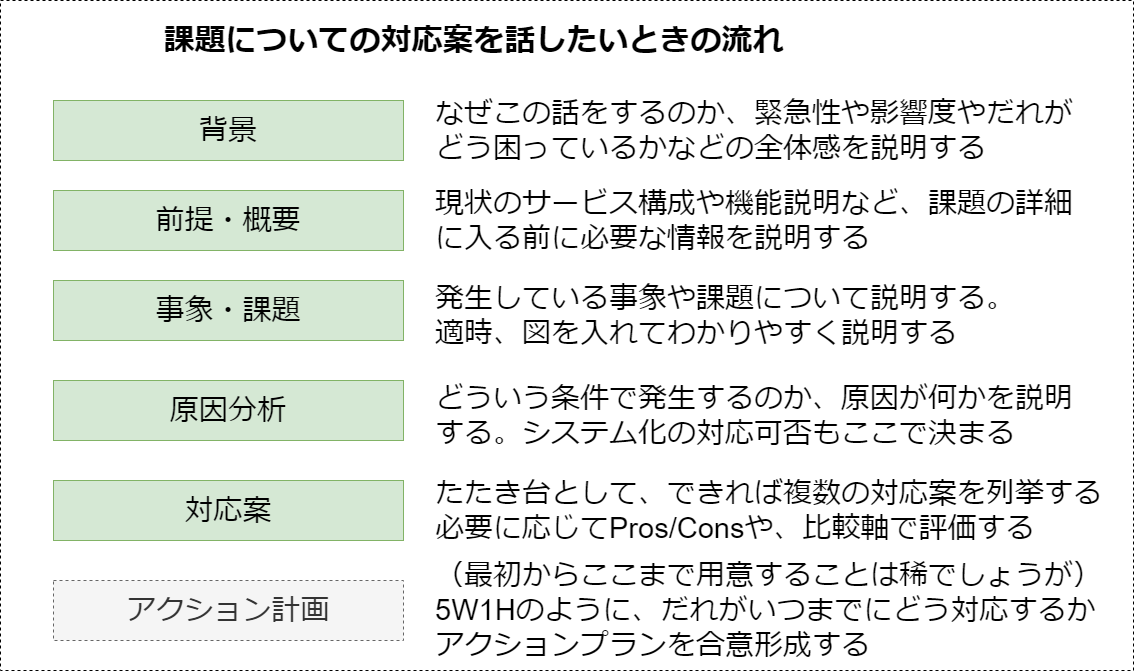 課題についての対応案を話したいときの流れ
背景
なぜこの話をするのか、緊急性や影響度やだれが
どう困っているかなどの全体感を説明する
前提・概要
現状のサービス構成や機能説明など、課題の詳細
に入る前に必要な情報を説明する
事象・課題
発生している事象や課題について説明する。
適時、図を入れてわかりやすく説明する
原因分析
どういう条件で発生するのか、原因が何かを説明
する。システム化の対応可否もここで決まる
対応案
たたき台として、できれば複数の対応案を列挙する
必要に応じてPros/Consや、比較軸で評価する
アクション計画
（最初からここまで用意することは稀でしょうが）
5W1Hのように、だれがいつまでにどう対応するか
アクションプランを合意形成する